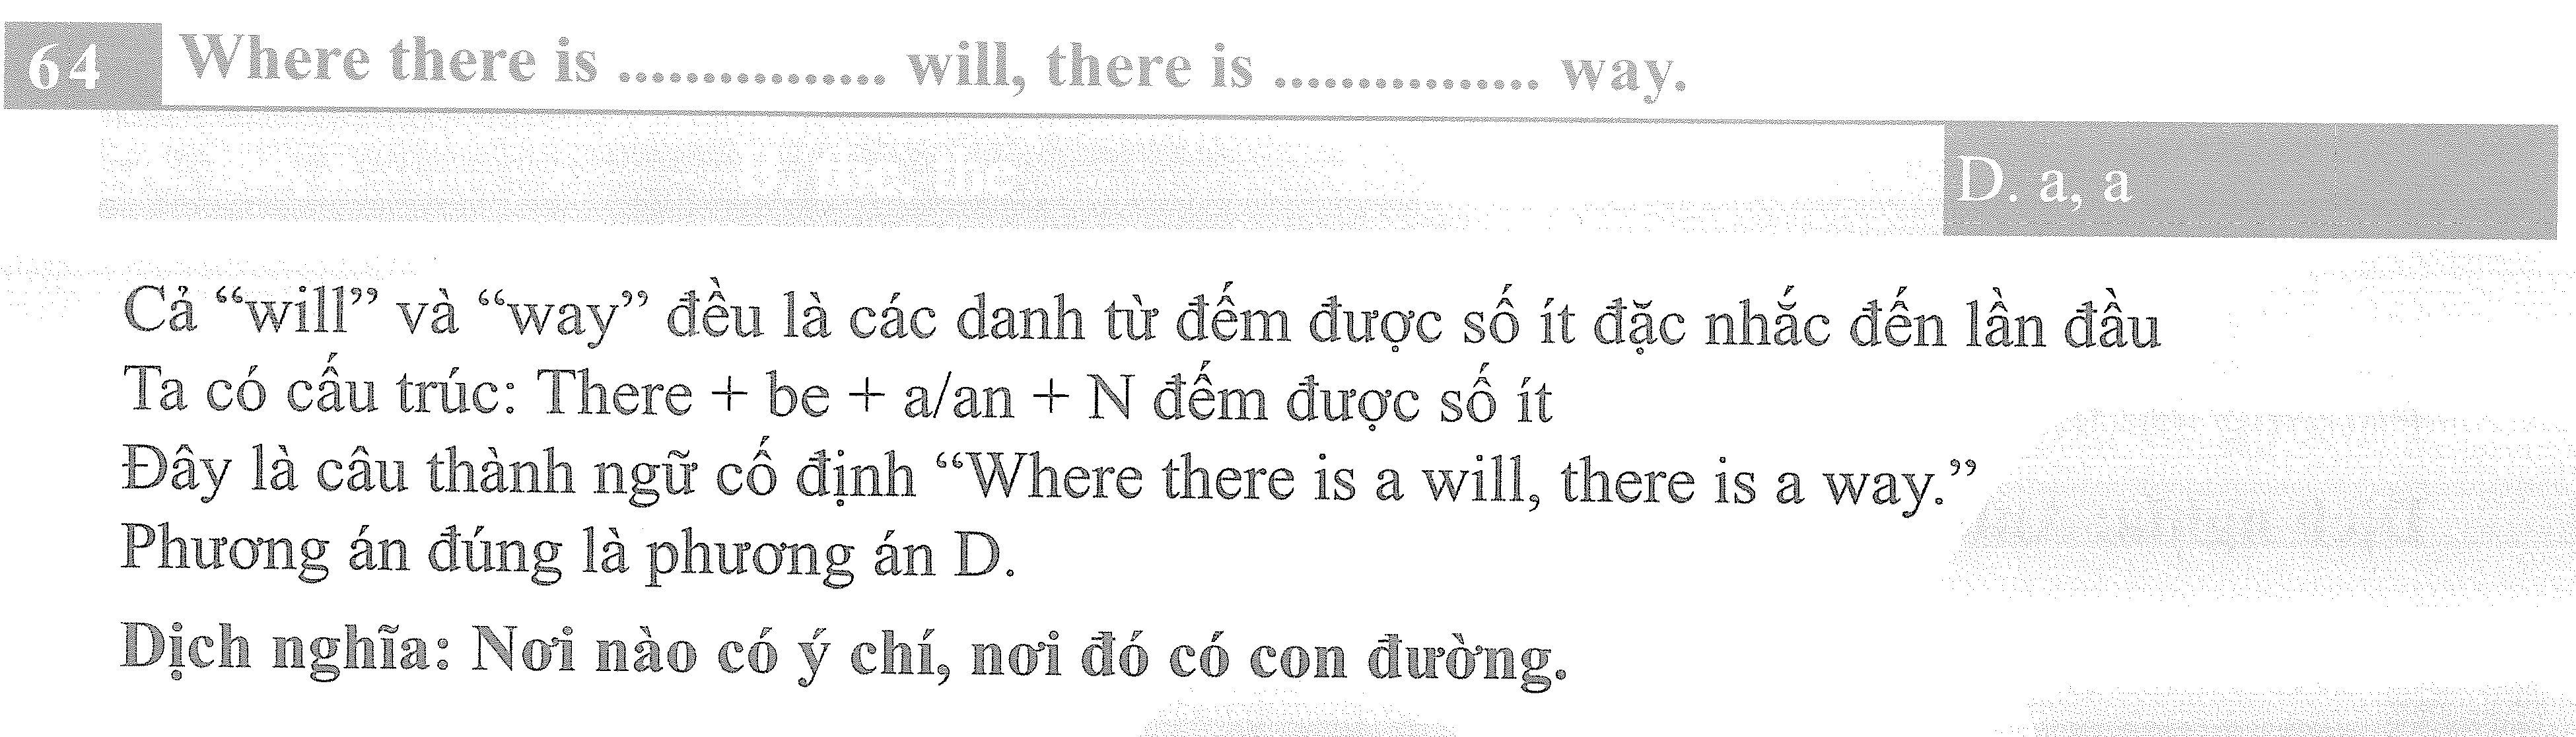 64 Where there is ............... will, there is ............... way.
B. the, the D. a, a
Cả “will” và “way” đều là các danh từ đếm được số ít đặc nhắc đến lần đầu
Ta có cấu trúc: There + be + a/an + N đếm được số ít
Đây là câu thành ngữ cố định “Where there is a will, there is a way.”
Phương án đúng là phương án D.
Dịch nghĩa: Nơi nào có ý chí, nơi đó có con đường.